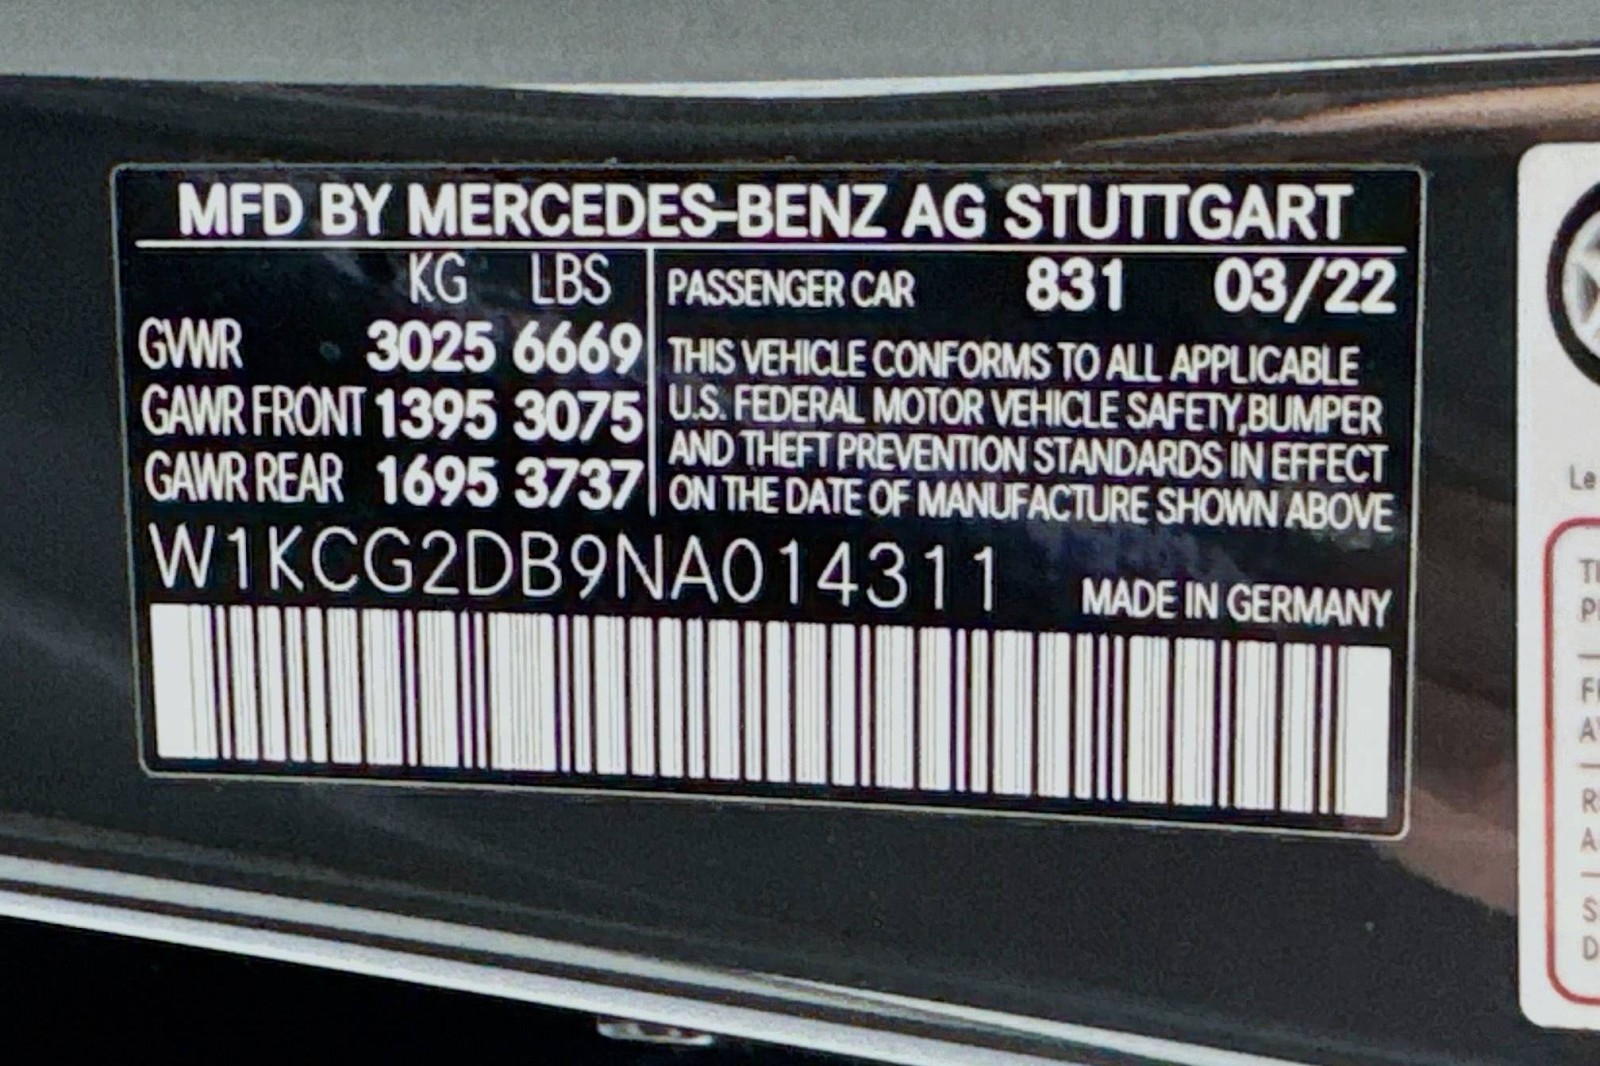 MFD BY MERCEDES-BENZ AG STUTTGART
KG LBS
GVWR 3025 6669
GAWR FRONT 1395 3075
GAWR REAR 1695 3737
PASSENGER CAR 831 03/22
THIS VEHICLE CONFORMS TO ALL APPLICABLE
U.S. FEDERAL MOTOR VEHICLE SAFETY,BUMPER
AND THEFT PREVENTION STANDARDS IN EFFECT
ON THE DATE OF MANUFACTURE SHOWN ABOVE
W1KCG2DB9NA014311
MADE IN GERMANY
Le